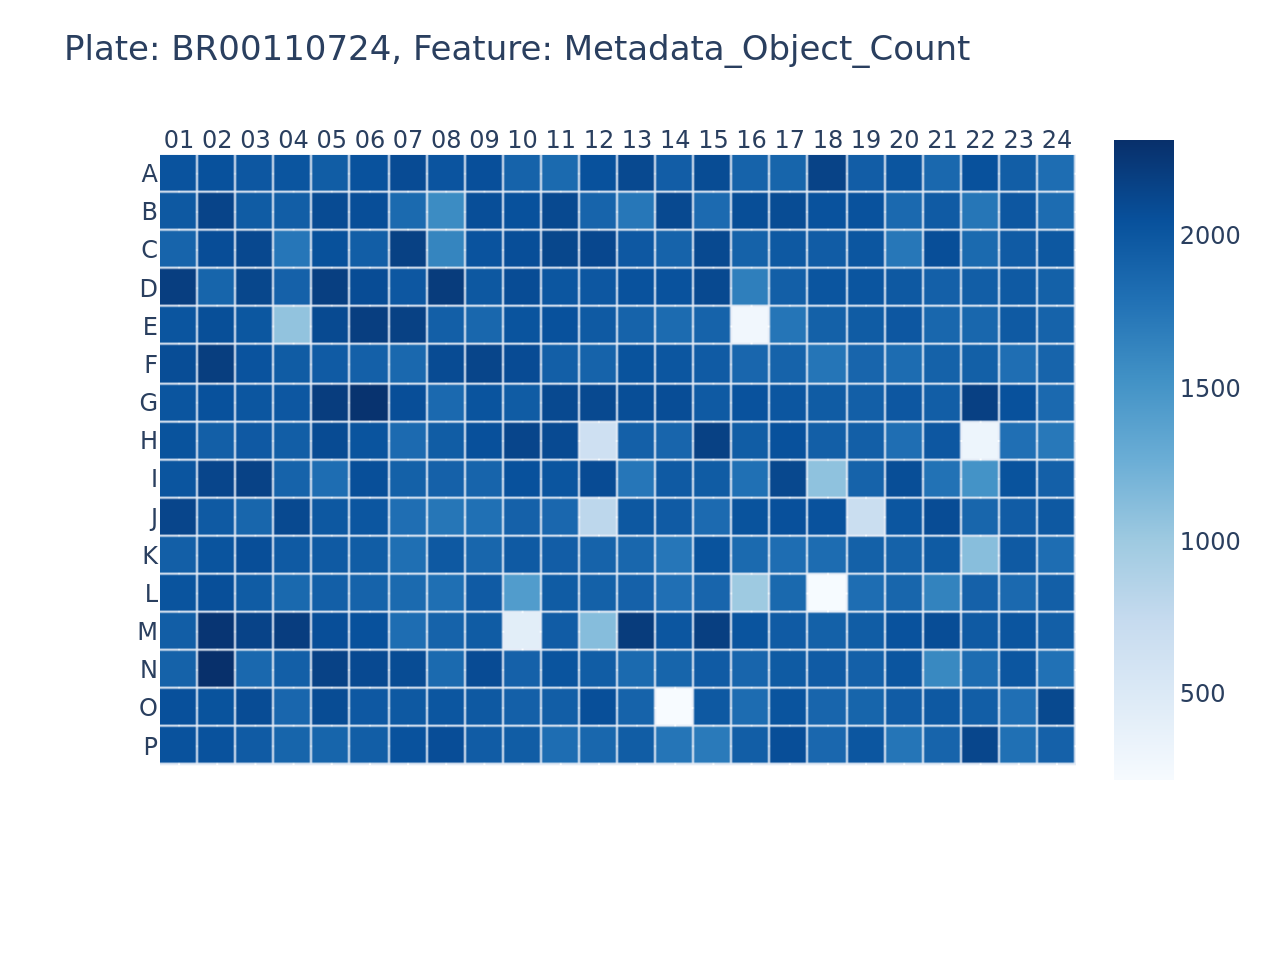 Plate: BR00110724, Feature: Metadata_Object_Count
01 02 03 04 05 06 07 08 09 10 11 12 13 14 15 16 17 18 19 20 21 22 23 24
A
B
C
D
E
F
G
H
I
J
K
L
M
N
O
P
2000
1500
1000
500